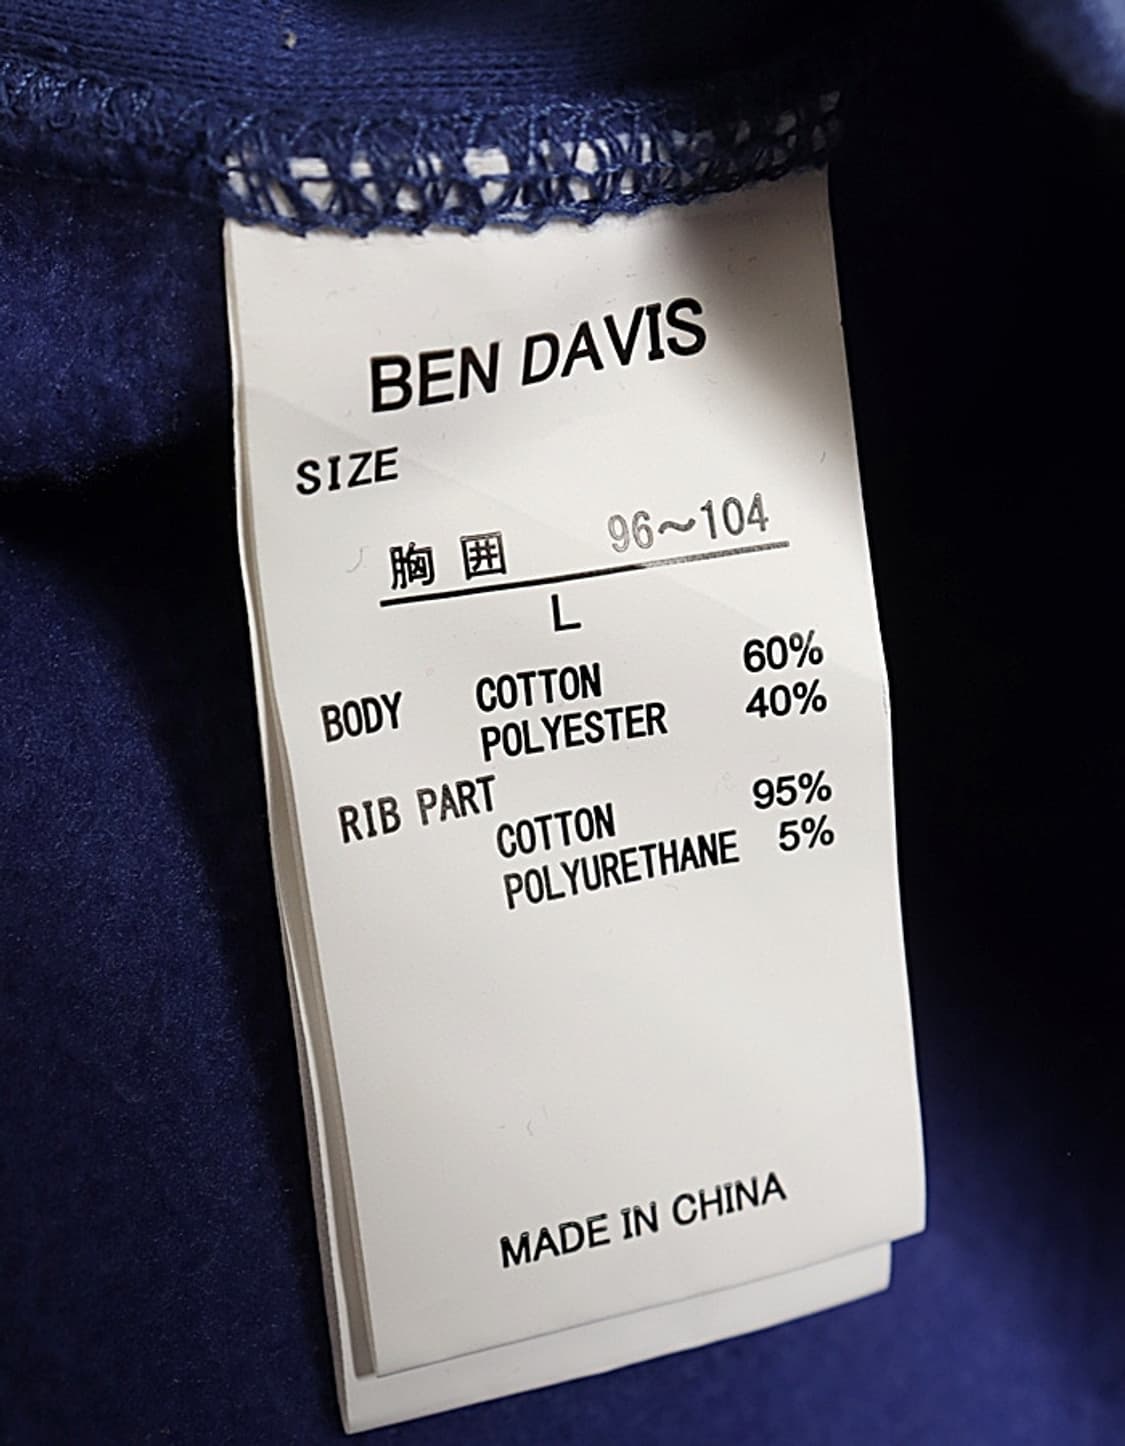 BEN DAVIS
SIZE
胸 囲 96～104
L
BODY COTTON 60%
POLYESTER 40%
RIB PART
COTTON 95%
POLYURETHANE 5%
MADE IN CHINA